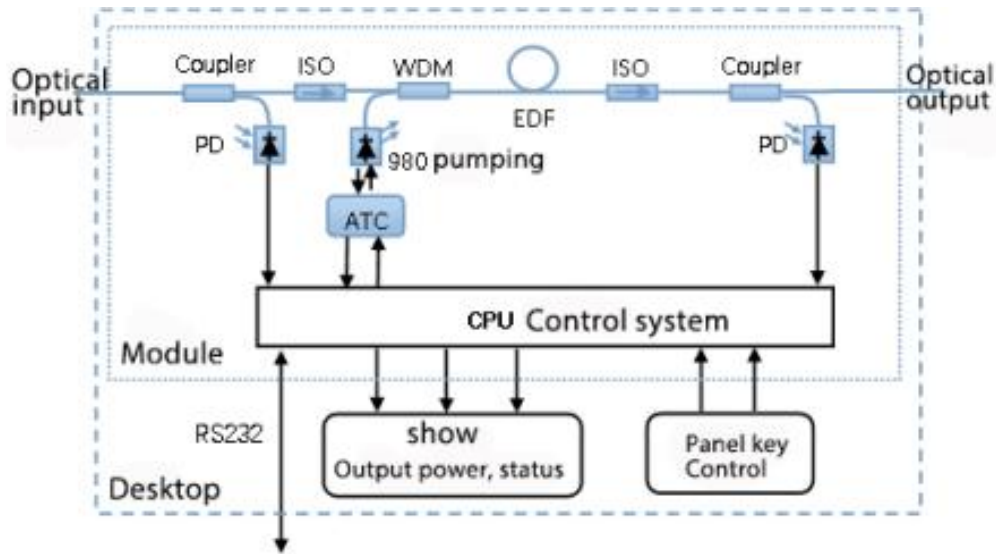 Coupler
ISO
WDM
ISO
Coupler
Optical
input
Optical
output
EDF
PD
980 pumping
PD
ATC
CPU Control system
Module
RS232
show
Output power, status
Panel key
Control
Desktop